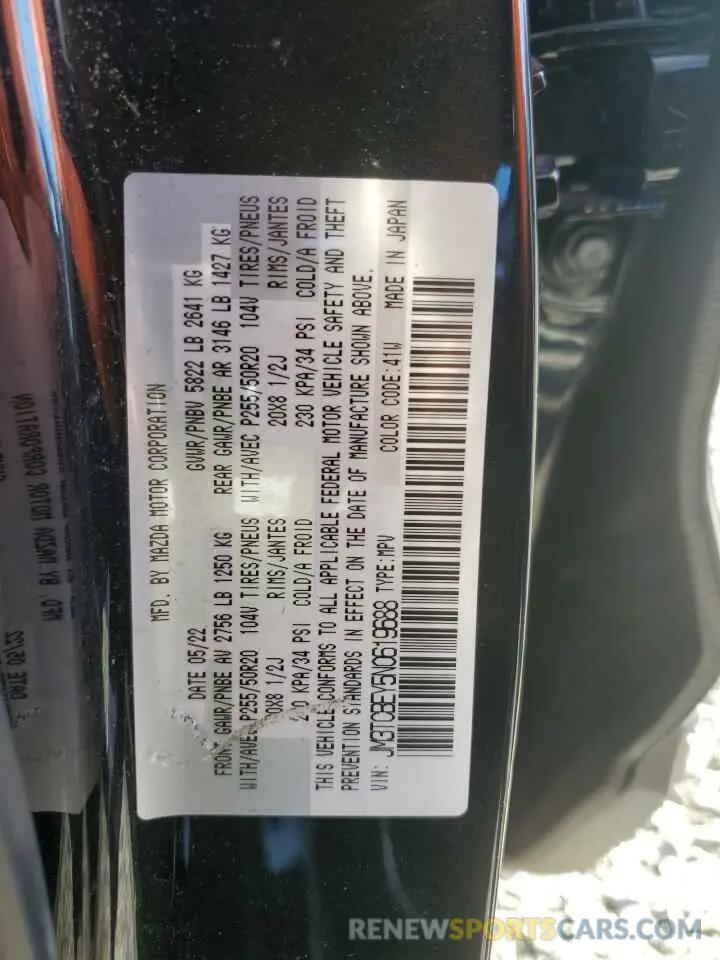 MFD. BY MAZDA MOTOR CORPORATION
DATE 05/22 GVWR/PNBV 5822 LB 2641 KG
FRONT GAWR/PNBE AV 2756 LB 1250 KG REAR GAWR/PNBE AR 3146 LB 1427 KG
WITH/AVEC P255/50R20 104V TIRES/PNEUS WITH/AVEC P255/50R20 104V TIRES/PNEUS
20X8 1/2J RIMS/JANTES 20X8 1/2J RIMS/JANTES
230 KPA/34 PSI COLD/A FROID 230 KPA/34 PSI COLD/A FROID
THIS VEHICLE CONFORMS TO ALL APPLICABLE FEDERAL MOTOR VEHICLE SAFETY AND THEFT
PREVENTION STANDARDS IN EFFECT ON THE DATE OF MANUFACTURE SHOWN ABOVE.
VIN: JM3TCBEY5N0619688 TYPE:MPV COLOR CODE:41W MADE IN JAPAN
RENEWSPORTSCARS.COM